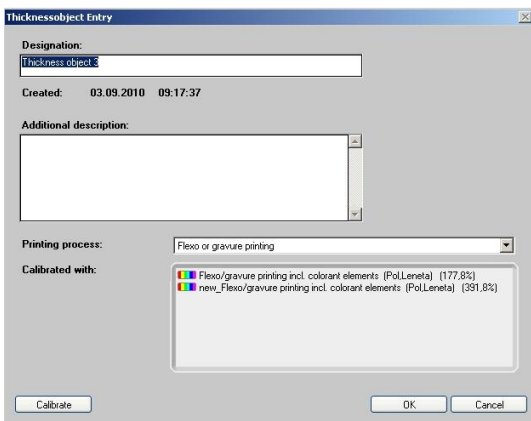 Thicknessobject Entry
Designation:
Thickness object 3
Created: 03.09.2010 09:17:37
Additional description:
Printing process: Flexo or gravure printing
Calibrated with:
Flexo/gravure printing incl. colorant elements (Pol,Leneta) (177,8%)
new_Flexo/gravure printing incl. colorant elements (Pol,Leneta) (391,8%)
Calibrate OK Cancel